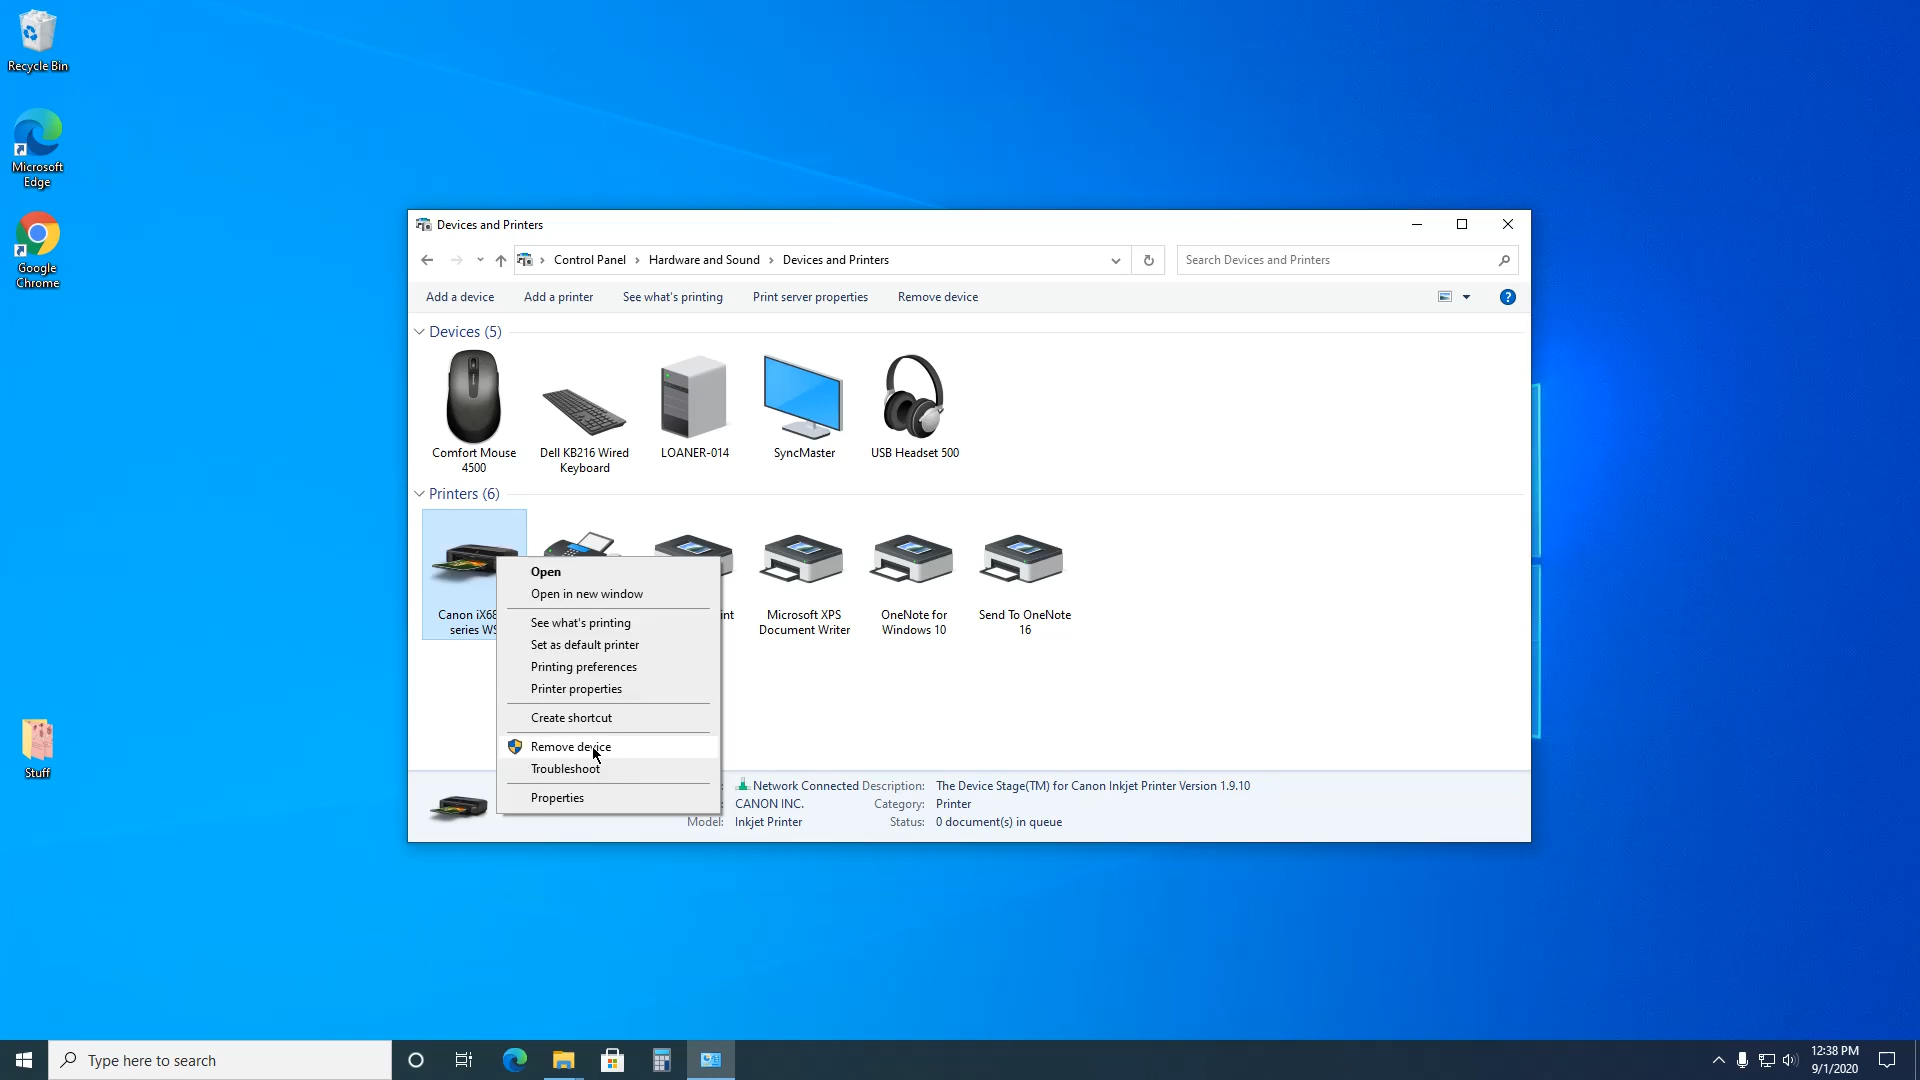 Recycle Bin
Microsoft
Edge
Google
Chrome
Stuff
Devices and Printers
Control Panel
Hardware and Sound
Devices and Printers
Search Devices and Printers
Add a device
Add a printer
See what's printing
Print server properties
Remove device
?
Devices (5)
Comfort Mouse
4500
Dell KB216 Wired
Keyboard
LOANER-014
SyncMaster
USB Headset 500
Printers (6)
Canon iX68
series WS
Microsoft XPS
Document Writer
OneNote for
Windows 10
Send To OneNote
16
Open
Open in new window
See what's printing
Set as default printer
Printing preferences
Printer properties
Create shortcut
Remove device
Troubleshoot
Properties
Network Connected
Description: The Device Stage(TM) for Canon Inkjet Printer Version 1.9.10
CANON INC.
Category: Printer
Model: Inkjet Printer
Status: 0 document(s) in queue
Type here to search
12:38 PM
9/1/2020